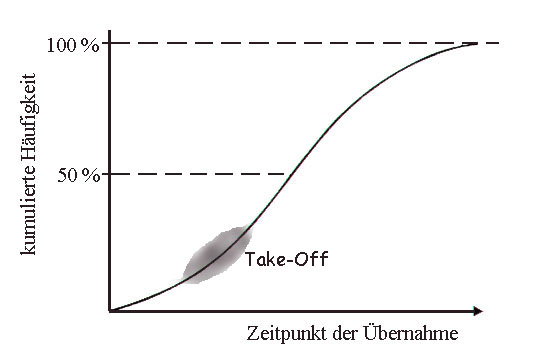 100 %
kumulierte Häufigkeit
50 %
Take-Off
Zeitpunkt der Übernahme